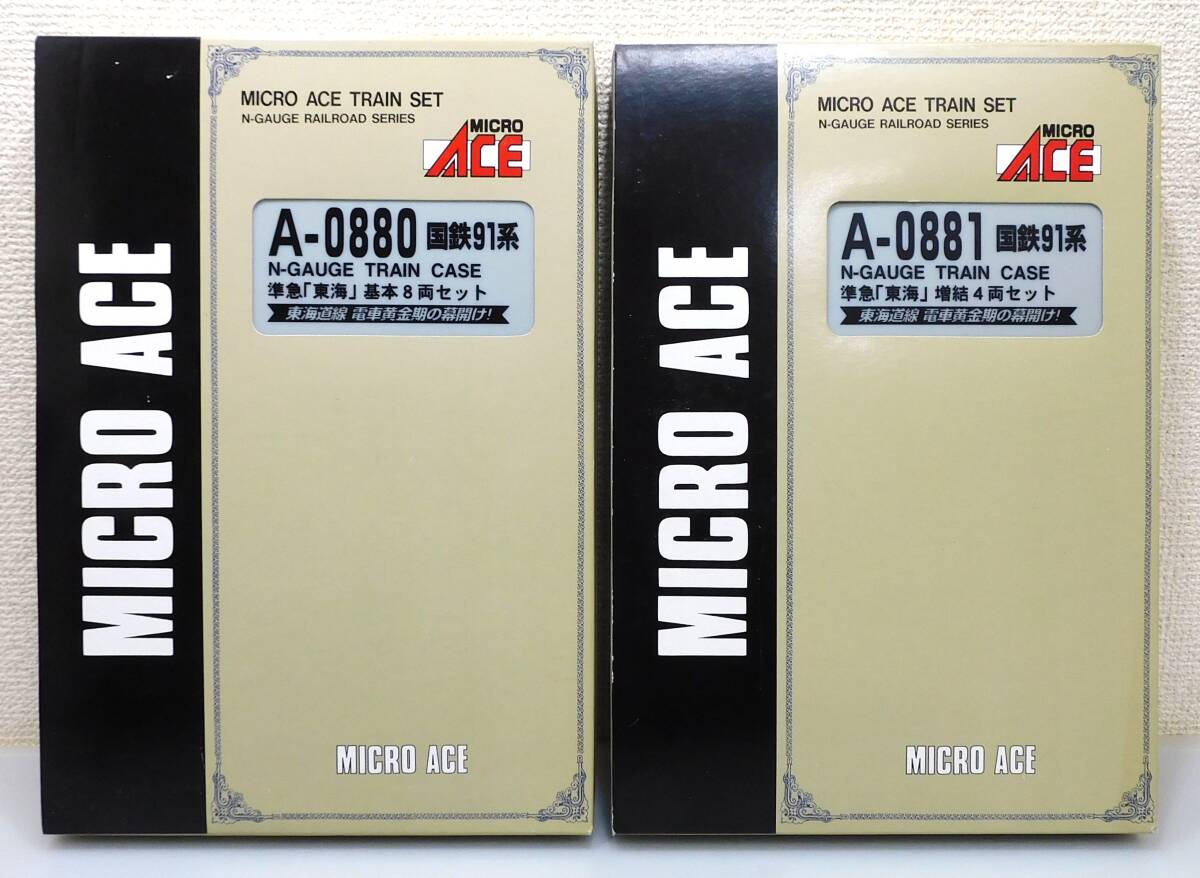 MICRO ACE
MICRO ACE TRAIN SET
N-GAUGE RAILROAD SERIES
MICRO
ACE
A-0880 国鉄91系
N-GAUGE TRAIN CASE
準急「東海」基本8両セット
東海道線 電車黄金期の幕開け!
MICRO ACE
MICRO ACE
MICRO ACE TRAIN SET
N-GAUGE RAILROAD SERIES
MICRO
ACE
A-0881 国鉄91系
N-GAUGE TRAIN CASE
準急「東海」増結4両セット
東海道線 電車黄金期の幕開け!
MICRO ACE